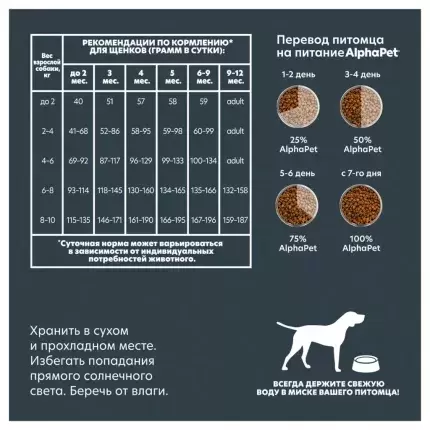 РЕКОМЕНДАЦИИ ПО КОРМЛЕНИЮ*
ДЛЯ ЩЕНКОВ (ГРАММ В СУТКИ):
Вес
взрослой
собаки,
кг
до 2 мес. 3 мес. 4 мес. 5 мес. 6-9 мес. 9-12 мес.
до 2 40 51 57 58 59 adult
2-4 41-68 52-86 58-95 59-98 60-99 adult
4-6 69-92 87-117 96-129 99-133 100-134 adult
6-8 93-114 118-145 130-160 134-165 135-166 132-158
8-10 115-135 146-171 161-190 166-195 167-196 159-187
*Суточная норма может варьироваться
в зависимости от индивидуальных
потребностей животного.
Перевод питомца
на питание AlphaPet
1-2 день 3-4 день
25% 50%
AlphaPet AlphaPet
5-6 день с 7-го дня
75% 100%
AlphaPet AlphaPet
Хранить в сухом
и прохладном месте.
Избегать попадания
прямого солнечного
света. Беречь от влаги.
ВСЕГДА ДЕРЖИТЕ СВЕЖУЮ
ВОДУ В МИСКЕ ВАШЕГО ПИТОМЦА!